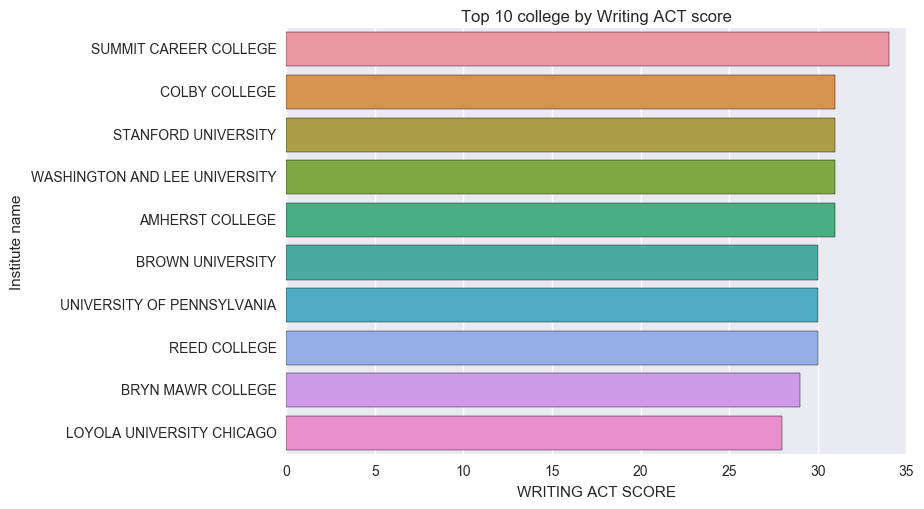 Top 10 college by Writing ACT score
Institute name
SUMMIT CAREER COLLEGE
COLBY COLLEGE
STANFORD UNIVERSITY
WASHINGTON AND LEE UNIVERSITY
AMHERST COLLEGE
BROWN UNIVERSITY
UNIVERSITY OF PENNSYLVANIA
REED COLLEGE
BRYN MAWR COLLEGE
LOYOLA UNIVERSITY CHICAGO
0 5 10 15 20 25 30 35
WRITING ACT SCORE